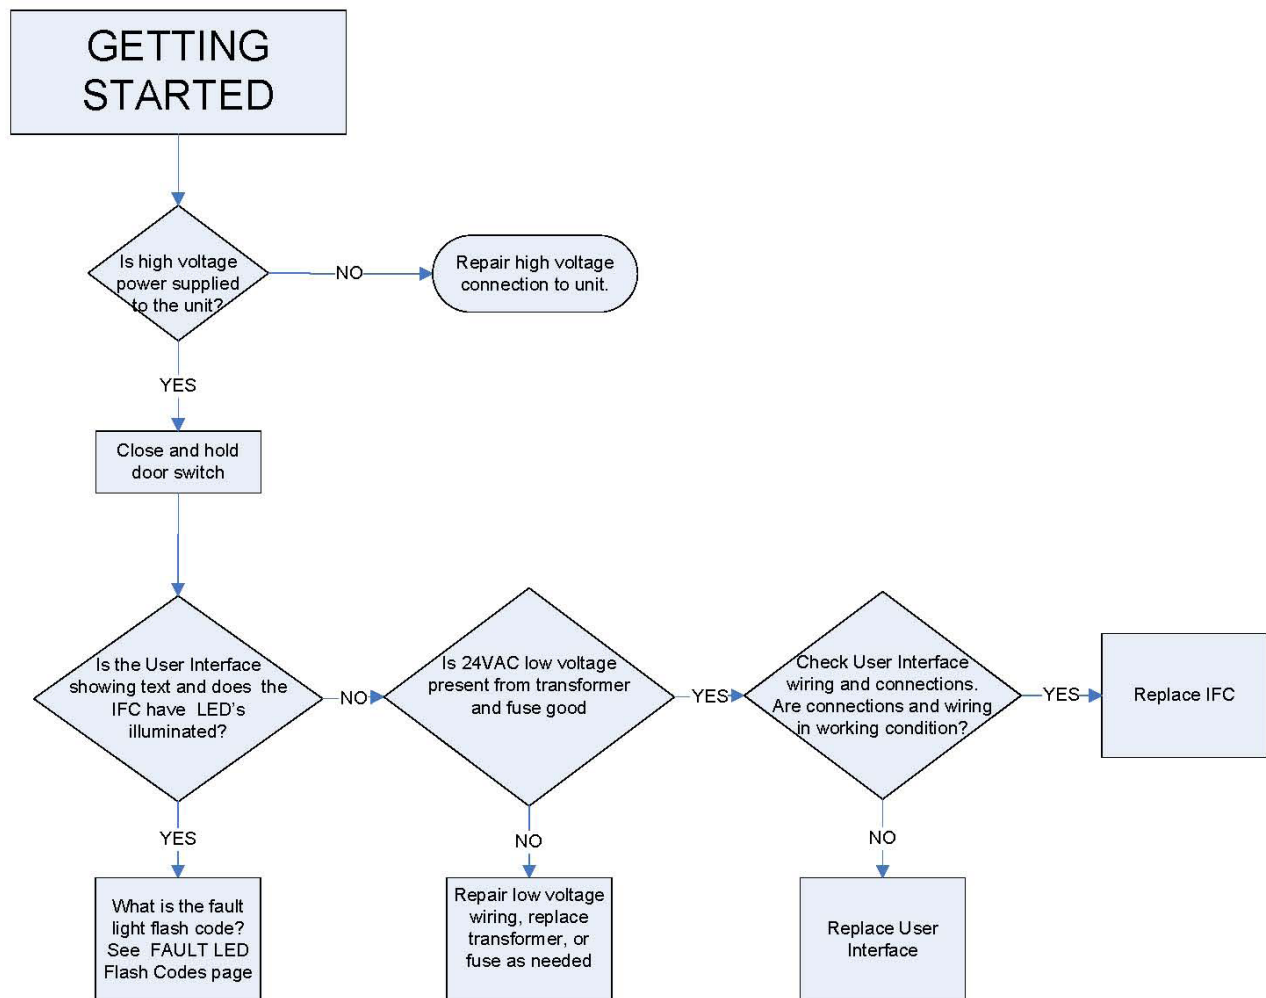 GETTING
STARTED
Is high voltage
power supplied
to the unit?
NO
Repair high voltage
connection to unit.
YES
Close and hold
door switch
Is the User Interface
showing text and does the
IFC have LED's
illuminated?
NO
Is 24VAC low voltage
present from transformer
and fuse good
YES
Check User Interface
wiring and connections.
Are connections and wiring
in working condition?
YES
Replace IFC
YES
What is the fault
light flash code?
See FAULT LED
Flash Codes page
NO
Repair low voltage
wiring, replace
transformer, or
fuse as needed
NO
Replace User
Interface